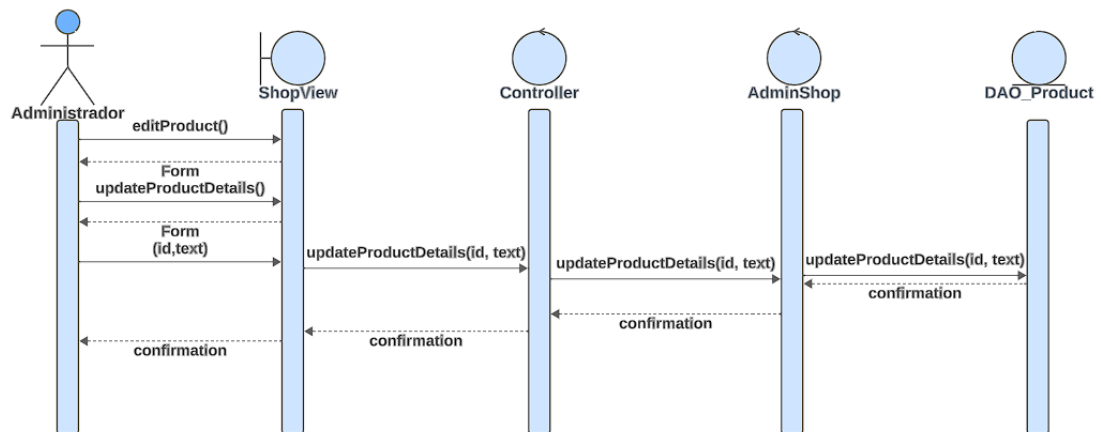 Administrador
ShopView
Controller
AdminShop
DAO_Product
editProduct()
Form
updateProductDetails()
Form
(id,text)
updateProductDetails(id, text)
updateProductDetails(id, text)
updateProductDetails(id, text)
confirmation
confirmation
confirmation
confirmation